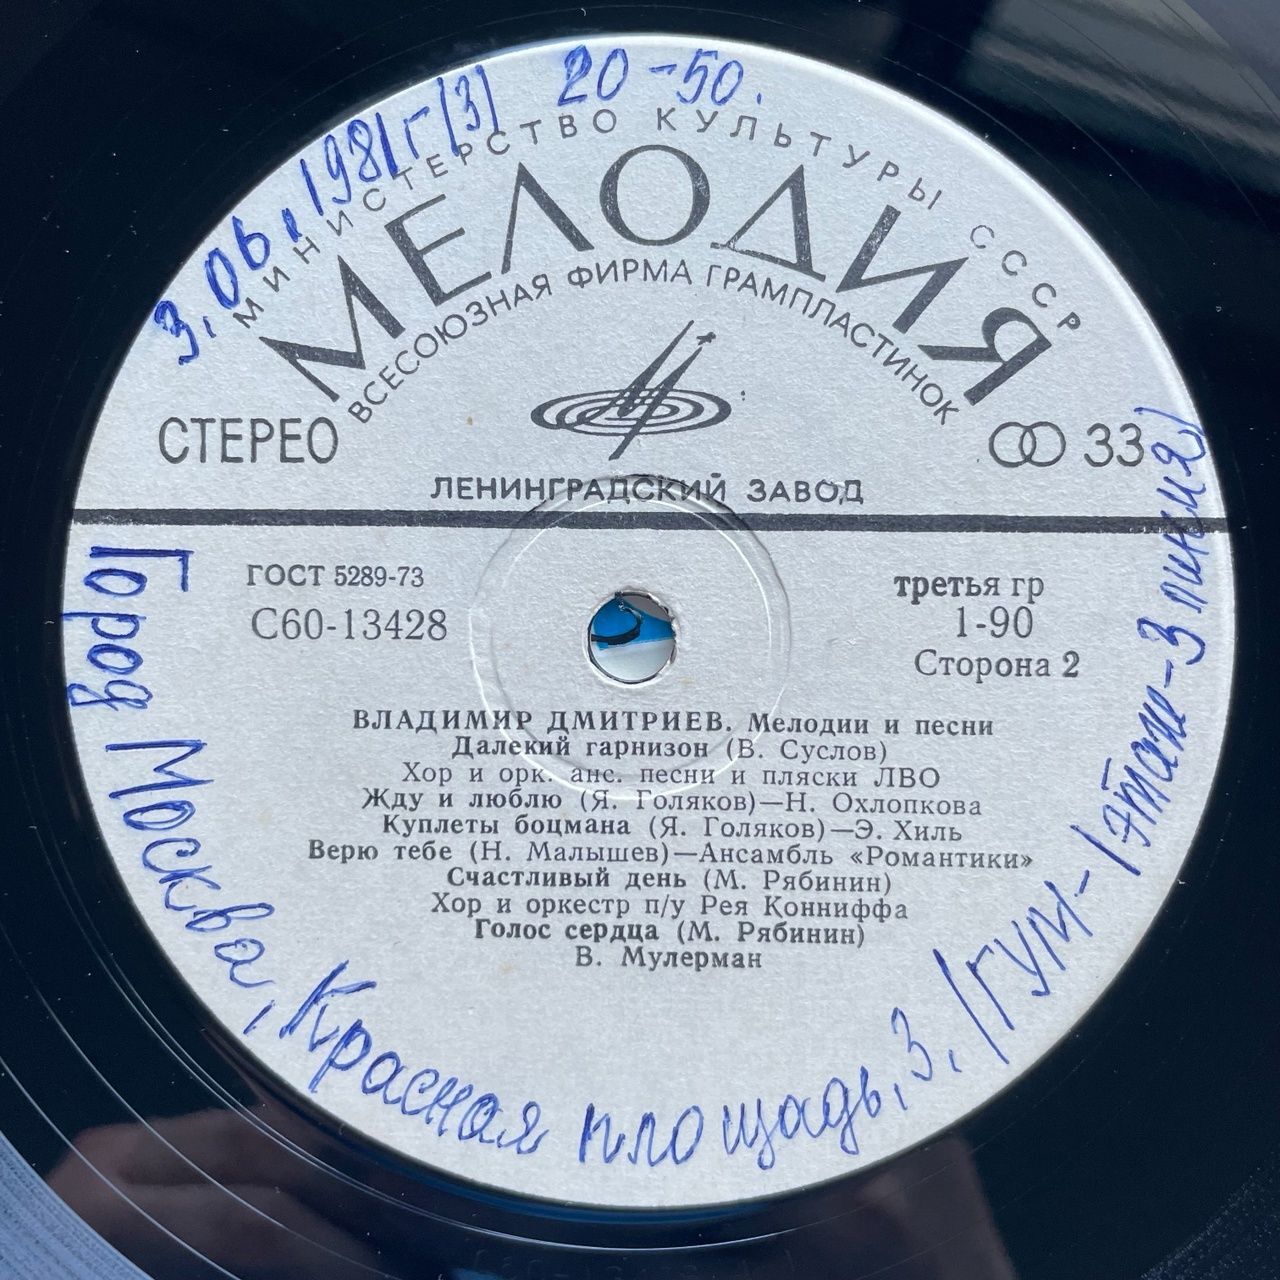 3.06.1981г (3) 20-50.
МИНИСТЕРСТВО КУЛЬТУРЫ СССР
МЕЛОДИЯ
ВСЕСОЮЗНАЯ ФИРМА ГРАМПЛАСТИНОК
СТЕРЕО
33
ЛЕНИНГРАДСКИЙ ЗАВОД
ГОСТ 5289-73
С60-13428
третья гр
1-90
Сторона 2
ВЛАДИМИР ДМИТРИЕВ. Мелодии и песни
Далекий гарнизон (В. Суслов)
Хор и орк. анс. песни и пляски ЛВО
Жду и люблю (Я. Голяков)—Н. Охлопкова
Куплеты боцмана (Я. Голяков)—Э. Хиль
Верю тебе (Н. Малышев)—Ансамбль «Романтики»
Счастливый день (М. Рябинин)
Хор и оркестр п/у Рея Конниффа
Голос сердца (М. Рябинин)
В. Мулерман
Город Москва, Красная площадь, 3. (ГУМ-1этаж-3 линия)